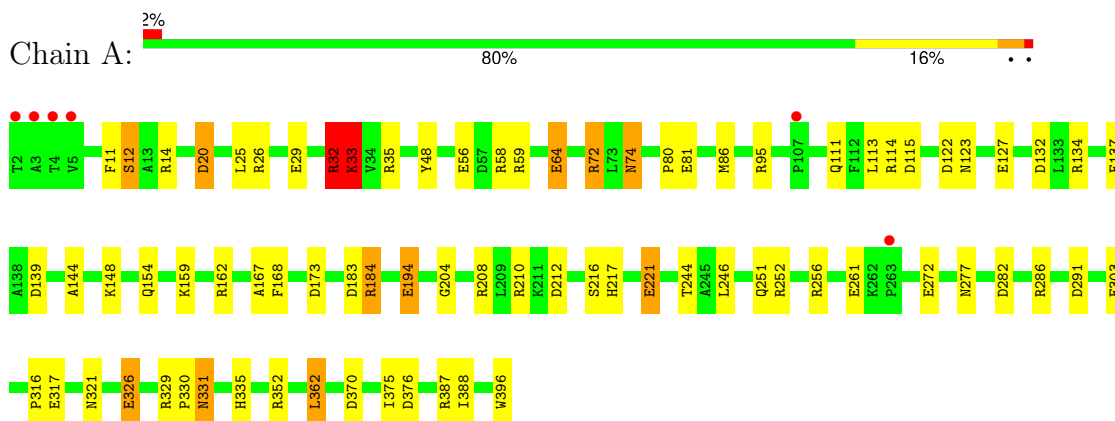 2%
Chain A:
80% 16% • •
T2 A3 T4 V5 F11 S12 A13 R14 D20 L25 R26 E29 R32 K33 V34 R35 Y48 E56 D57 R58 R59 E64 R72 L73 N74 P80 E81 M86 R95 P107 Q111 F112 L113 R114 D115 D122 N123 E127 D132 L133 R134 E137
A138 D139 A144 K148 Q154 K159 R162 A167 F168 D173 D183 R184 E194 G204 R208 L209 R210 K211 D212 S216 H217 E221 T244 A245 L246 Q251 R252 R256 E261 K262 P263 E272 N277 D282 R286 D291
P316 E317 N321 E326 R329 P330 N331 H335 R352 L362 D370 I375 D376 R387 I388 W396